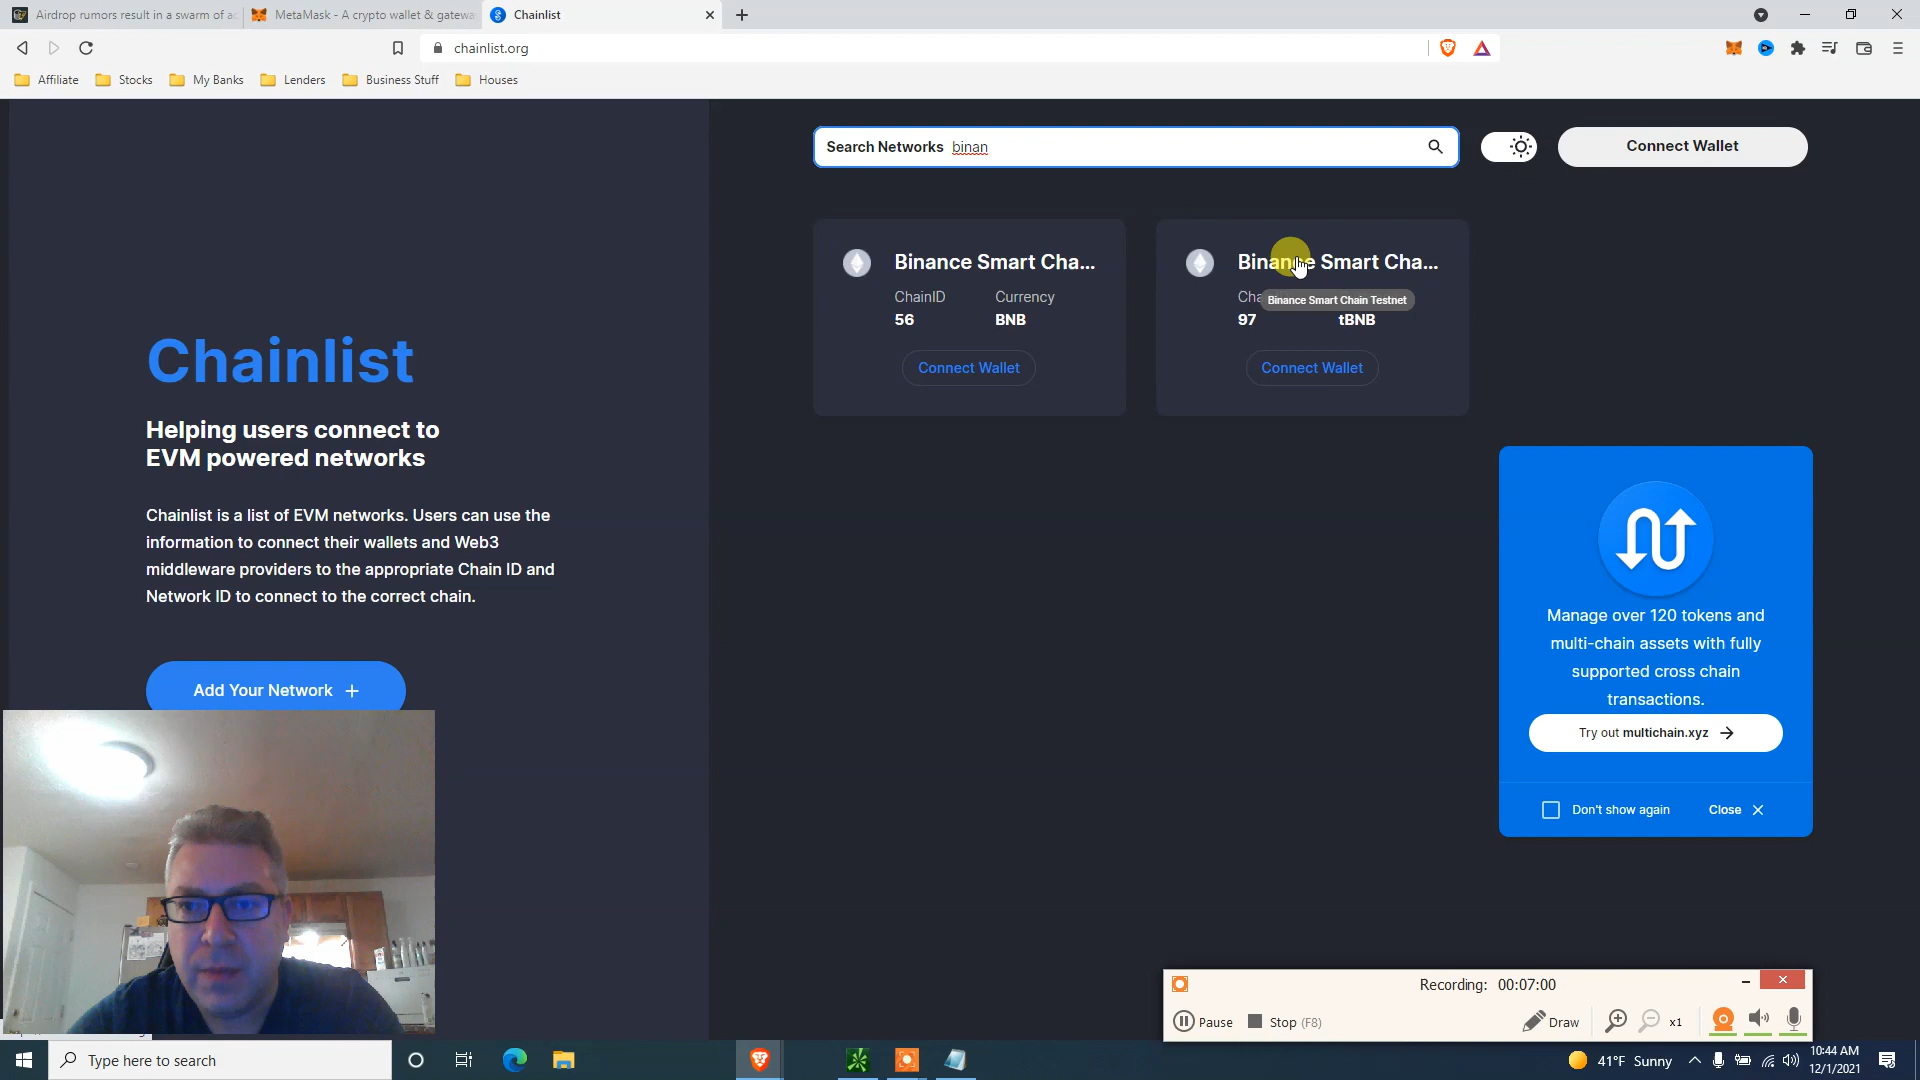 Airdrop rumors result in a swarm of ac
MetaMask - A crypto wallet & gatewa
Chainlist
chainlist.org
Affiliate
Stocks
My Banks
Lenders
Business Stuff
Houses
Search Networks binan
Connect Wallet
Binance Smart Cha...
ChainID
Currency
56
BNB
Connect Wallet
Binance Smart Cha...
Cha
Binance Smart Chain Testnet
97
tBNB
Connect Wallet
Chainlist
Helping users connect to
EVM powered networks
Chainlist is a list of EVM networks. Users can use the
information to connect their wallets and Web3
middleware providers to the appropriate Chain ID and
Network ID to connect to the correct chain.
Add Your Network +
Manage over 120 tokens and
multi-chain assets with fully
supported cross chain
transactions.
Try out multichain.xyz
Don't show again
Close
Recording: 00:07:00
Pause
Stop (F8)
Draw
x1
Type here to search
41°F Sunny
10:44 AM
12/1/2021